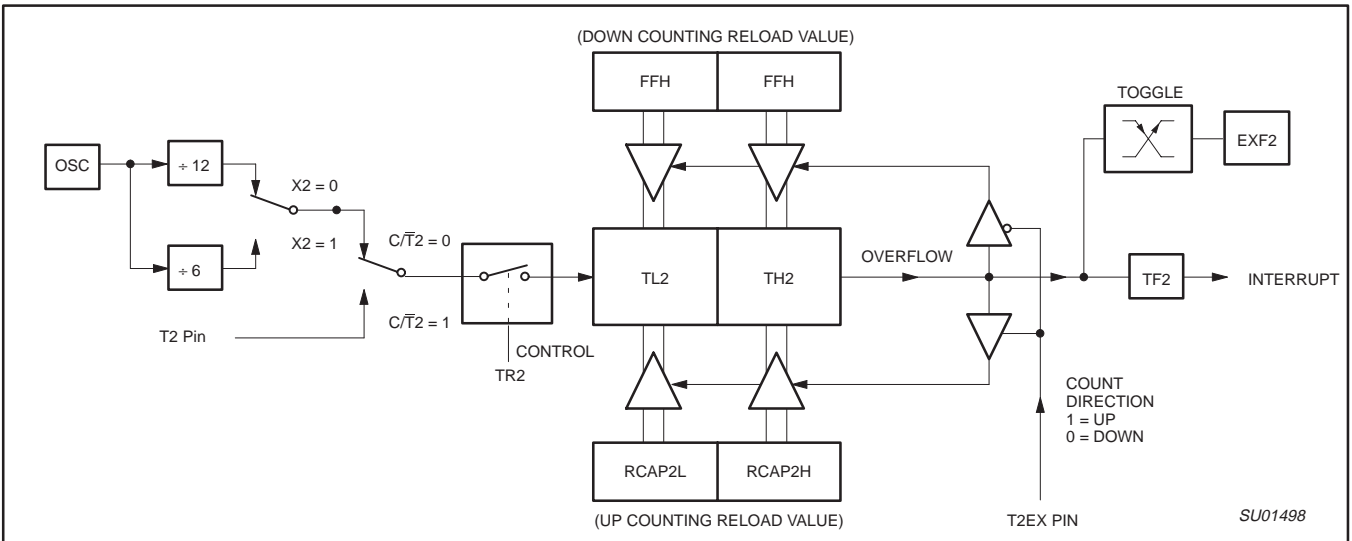 (DOWN COUNTING RELOAD VALUE)
FFH
FFH
TOGGLE
OSC
÷ 12
EXF2
X2 = 0
X2 = 1
÷ 6
C/T̅2 = 0
TL2
TH2
OVERFLOW
TF2
INTERRUPT
T2 Pin
C/T̅2 = 1
CONTROL
TR2
COUNT
DIRECTION
1 = UP
0 = DOWN
RCAP2L
RCAP2H
(UP COUNTING RELOAD VALUE)
T2EX PIN
SU01498